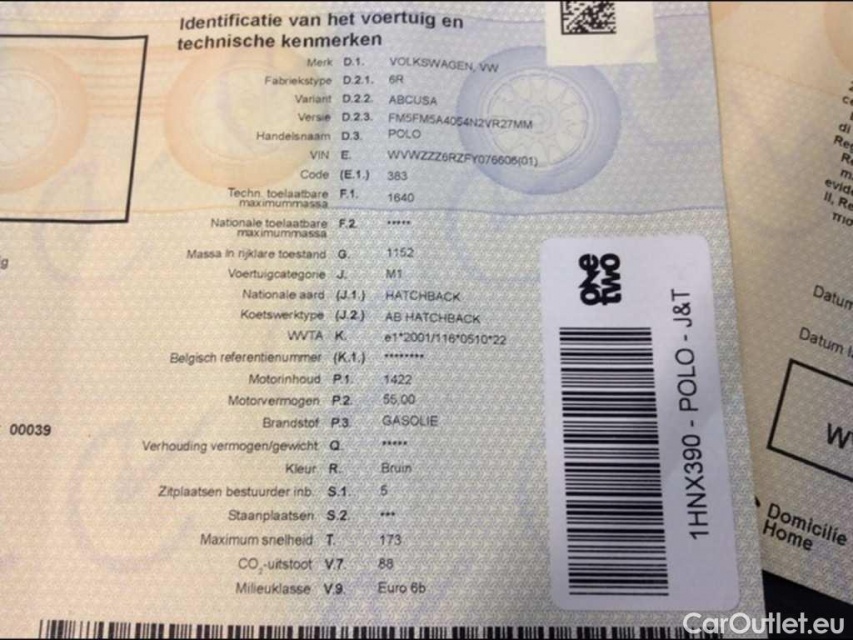 Identificatie van het voertuig en
technische kenmerken
Merk D.1. VOLKSWAGEN, VW
Fabriekstype D.2.1. 6R
Variant D.2.2. ABCUSA
Versie D.2.3. FM5FM5A4054N2VR27MM
Handelsnaam D.3. POLO
VIN E. WVWZZZ6RZFY076606(01)
Code (E.1.) 383
Techn. toelaatbare
maximummassa F.1. 1640
Nationale toelaatbare
maximummassa F.2. *****
Massa in rijklare toestand G. 1152
Voertuigcategorie J. M1
Nationale aard (J.1.) HATCHBACK
Koetswerktype (J.2.) AB HATCHBACK
WVTA K. e1*2001/116*0510*22
Belgisch referentienummer (K.1.) ********
Motorinhoud P.1. 1422
Motorvermogen P.2. 55,00
Brandstof P.3. GASOLIE
Verhouding vermogen/gewicht Q. *****
Kleur R. Bruin
Zitplaatsen bestuurder inb. S.1. 5
Staanplaatsen S.2. ***
Maximum snelheid T. 173
CO₂-uitstoot V.7. 88
Milieuklasse V.9. Euro 6b
00039
one
two
1HNX390 - POLO - J&T
Datum
Datum
Domicilie
Home
CarOutlet.eu